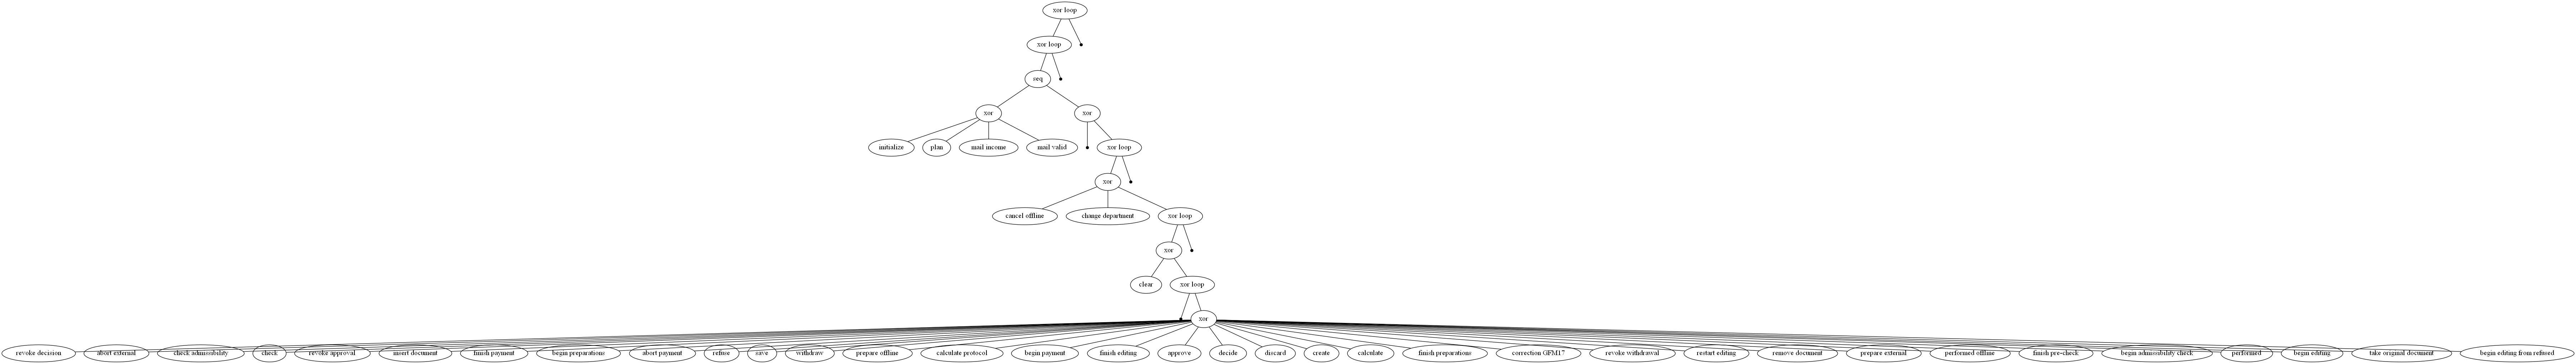 xor loop
xor loop
seq
xor
xor
initialize
plan
mail income
mail valid
xor loop
xor
cancel offline
change department
xor loop
xor
clear
xor loop
xor
revoke decision
abort external
check admissibility
check
revoke approval
insert document
finish payment
begin preparations
abort payment
refuse
save
withdraw
prepare offline
calculate protocol
begin payment
finish editing
approve
decide
discard
create
calculate
finish preparations
correction GFM17
revoke withdrawal
restart editing
remove document
prepare external
performed offline
finish pre-check
begin admissibility check
performed
begin editing
take original document
begin editing from refused